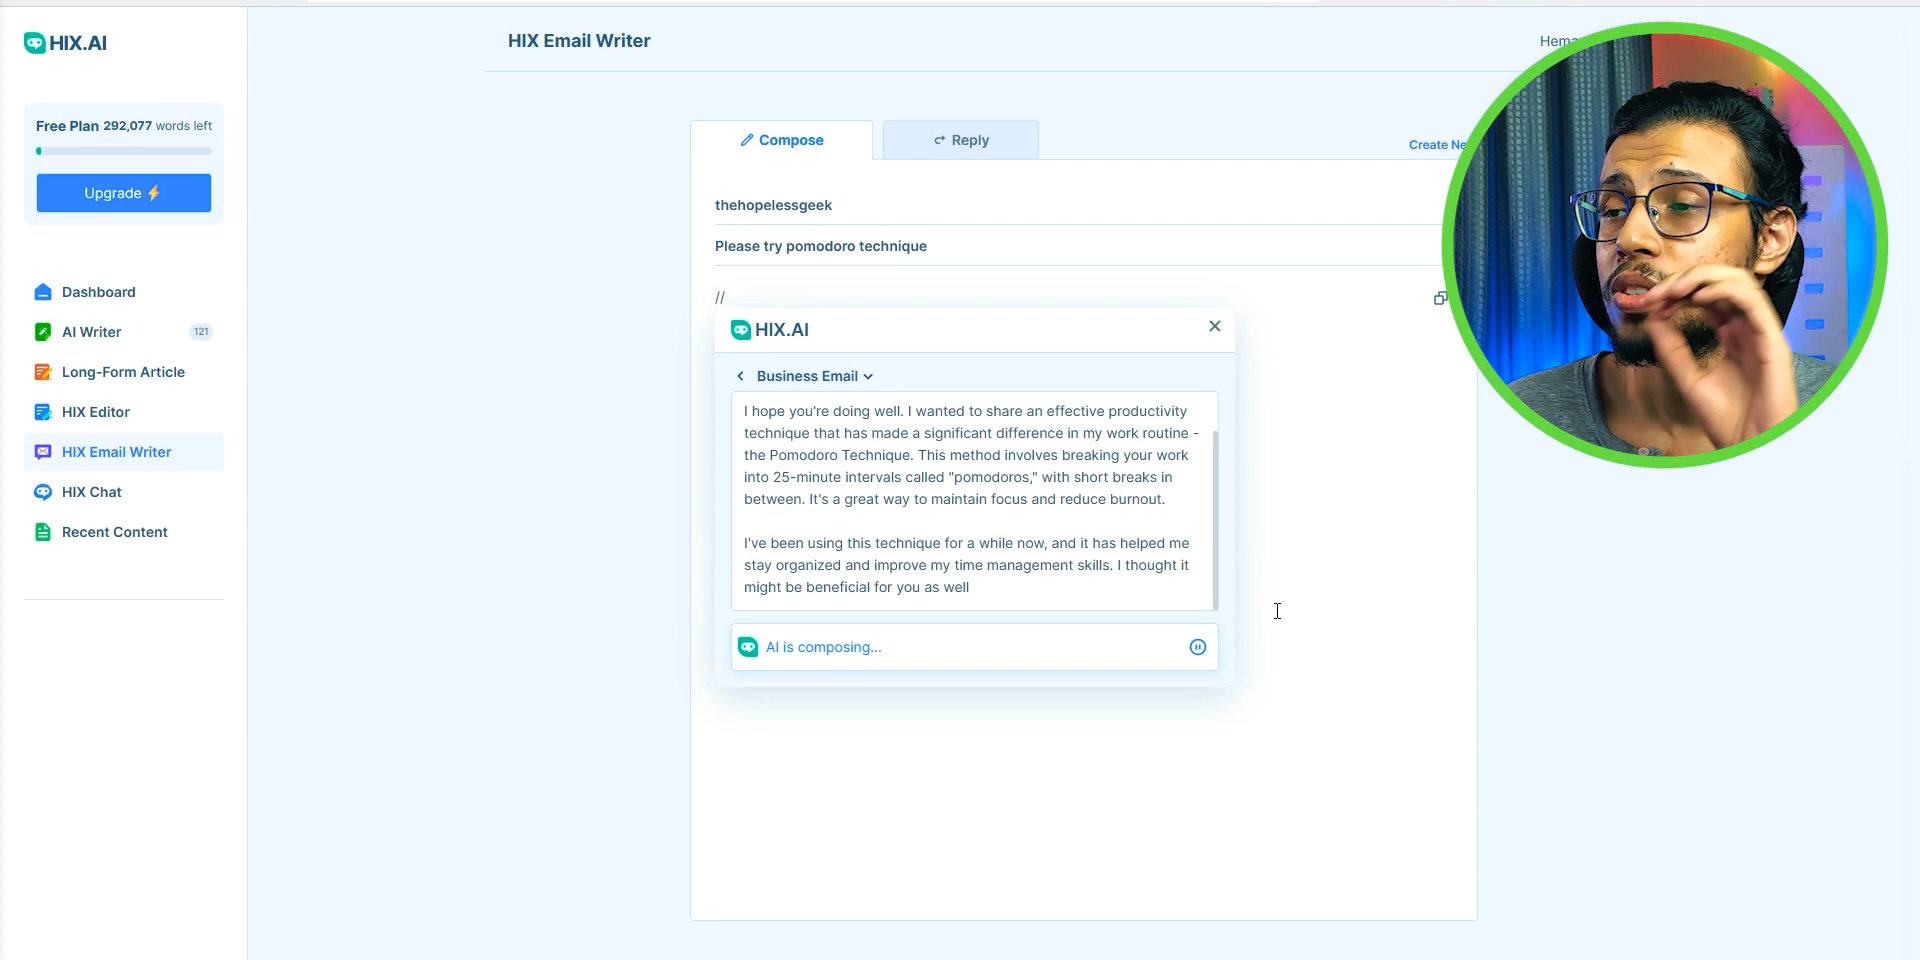 HIX.AI
HIX Email Writer
Free Plan 292,077 words left
Upgrade
Dashboard
AI Writer 121
Long-Form Article
HIX Editor
HIX Email Writer
HIX Chat
Recent Content
Compose
Reply
Create
thehopelessgeek
Please try pomodoro technique
//
HIX.AI
Business Email
I hope you're doing well. I wanted to share an effective productivity
technique that has made a significant difference in my work routine -
the Pomodoro Technique. This method involves breaking your work
into 25-minute intervals called "pomodoros," with short breaks in
between. It's a great way to maintain focus and reduce burnout.
I've been using this technique for a while now, and it has helped me
stay organized and improve my time management skills. I thought it
might be beneficial for you as well
AI is composing...